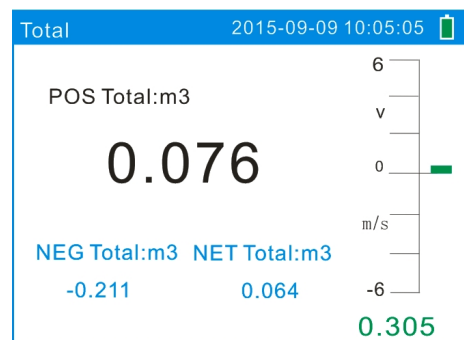 Total 2015-09-09 10:05:05
6
POS Total:m3
v
0.076
0
m/s
NEG Total:m3 NET Total:m3
-0.211 0.064 -6
0.305